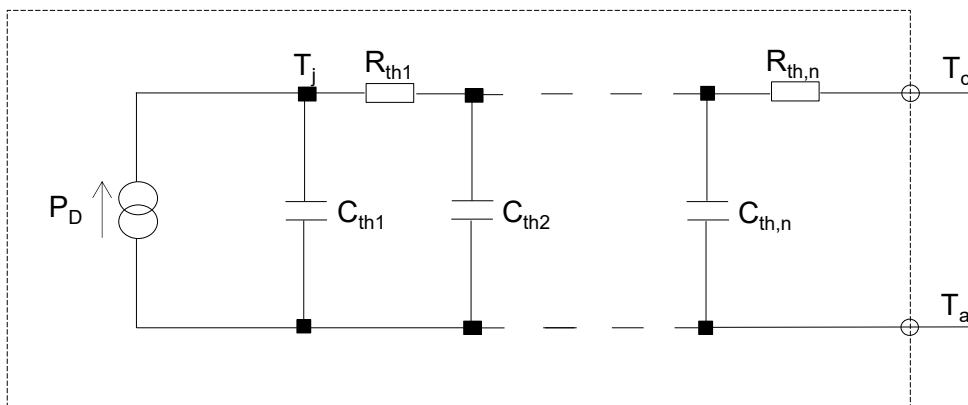 T_j
R_th1
R_th,n
T_c
P_D
C_th1
C_th2
C_th,n
T_a